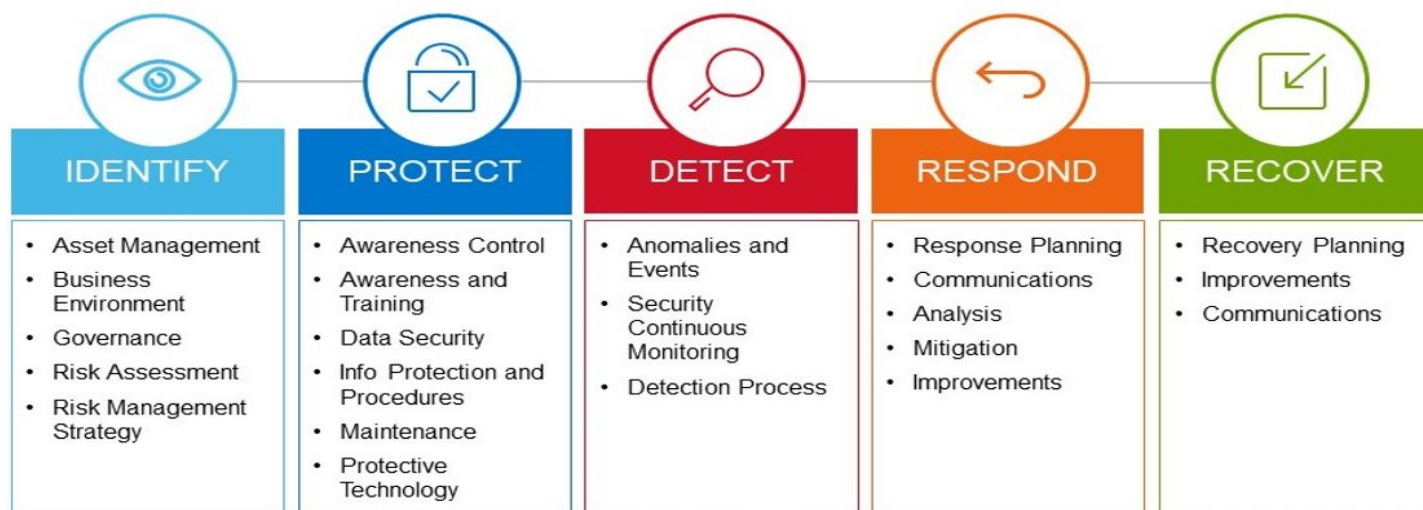 IDENTIFY
• Asset Management
• Business
Environment
• Governance
• Risk Assessment
• Risk Management
Strategy
PROTECT
• Awareness Control
• Awareness and
Training
• Data Security
• Info Protection and
Procedures
• Maintenance
• Protective
Technology
DETECT
• Anomalies and
Events
• Security
Continuous
Monitoring
• Detection Process
RESPOND
• Response Planning
• Communications
• Analysis
• Mitigation
• Improvements
RECOVER
• Recovery Planning
• Improvements
• Communications